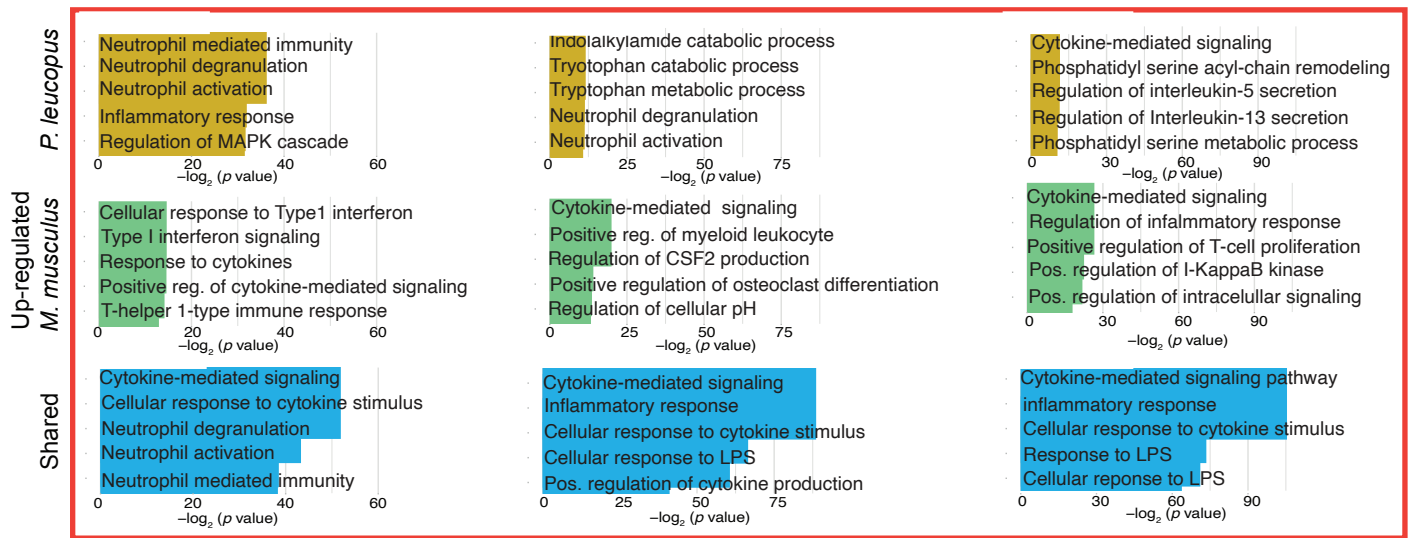 Up-regulated
P. leucopus
Neutrophil mediated immunity
Neutrophil degranulation
Neutrophil activation
Inflammatory response
Regulation of MAPK cascade
0 20 40 60
–log2 (p value)
Indolalkylamide catabolic process
Tryotophan catabolic process
Tryptophan metabolic process
Neutrophil degranulation
Neutrophil activation
0 25 50 75
–log2 (p value)
Cytokine-mediated signaling
Phosphatidyl serine acyl-chain remodeling
Regulation of interleukin-5 secretion
Regulation of Interleukin-13 secretion
Phosphatidyl serine metabolic process
0 30 60 90
–log2 (p value)
M. musculus
Cellular response to Type1 interferon
Type I interferon signaling
Response to cytokines
Positive reg. of cytokine-mediated signaling
T-helper 1-type immune response
0 20 40 60
–log2 (p value)
Cytokine-mediated signaling
Positive reg. of myeloid leukocyte
Regulation of CSF2 production
Positive regulation of osteoclast differentiation
Regulation of cellular pH
0 25 50 75
–log2 (p value)
Cytokine-mediated signaling
Regulation of infalmmatory response
Positive regulation of T-cell proliferation
Pos. regulation of I-KappaB kinase
Pos. regulation of intracelullar signaling
0 30 60 90
–log2 (p value)
Shared
Cytokine-mediated signaling
Cellular response to cytokine stimulus
Neutrophil degranulation
Neutrophil activation
Neutrophil mediated immunity
0 20 40 60
–log2 (p value)
Cytokine-mediated signaling
Inflammatory response
Cellular response to cytokine stimulus
Cellular response to LPS
Pos. regulation of cytokine production
0 25 50 75
–log2 (p value)
Cytokine-mediated signaling pathway
inflammatory response
Cellular response to cytokine stimulus
Response to LPS
Cellular reponse to LPS
0 30 60 90
–log2 (p value)